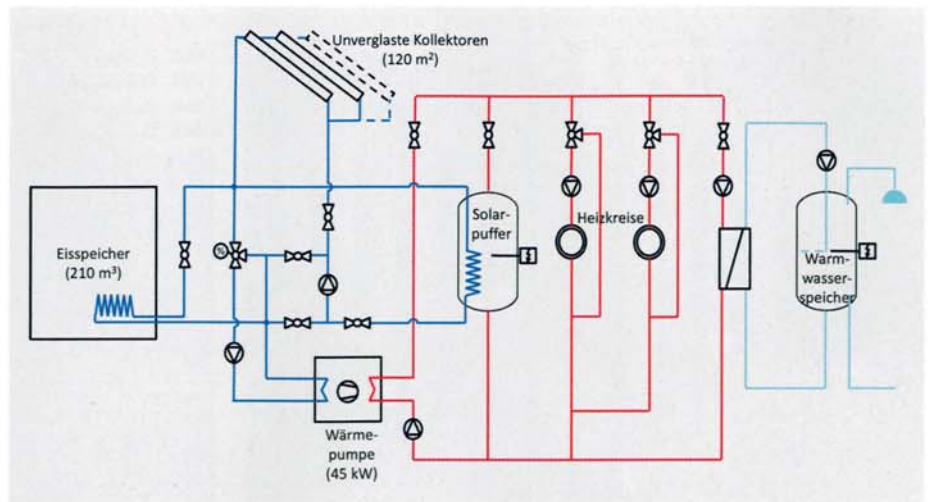 Unverglaste Kollektoren
(120 m²)
Eisspeicher
(210 m³)
%
Solar-
puffer
Heizkreise
Warm-
wasser-
speicher
Wärme-
pumpe
(45 kW)